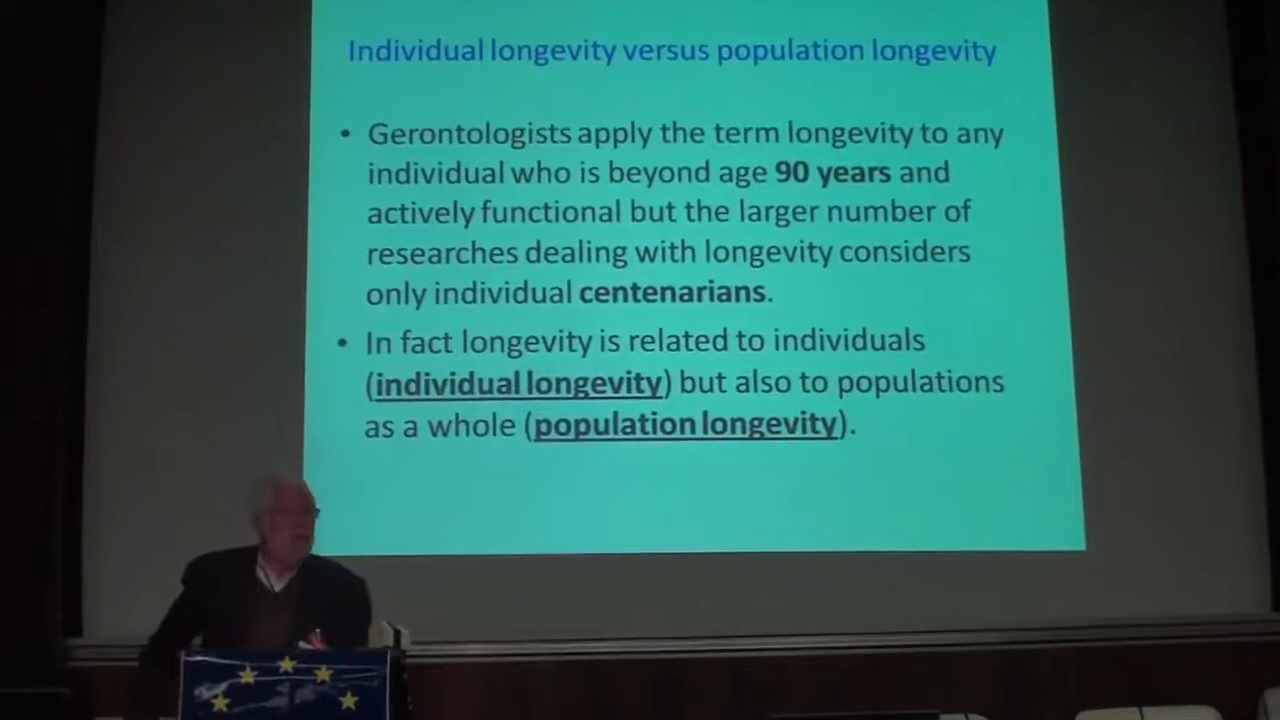 Individual longevity versus population longevity
• Gerontologists apply the term longevity to any
individual who is beyond age 90 years and
actively functional but the larger number of
researches dealing with longevity considers
only individual centenarians.
• In fact longevity is related to individuals
(individual longevity) but also to populations
as a whole (population longevity).